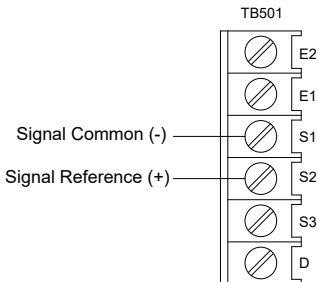 TB501
E2
E1
Signal Common (-)
S1
Signal Reference (+)
S2
S3
D